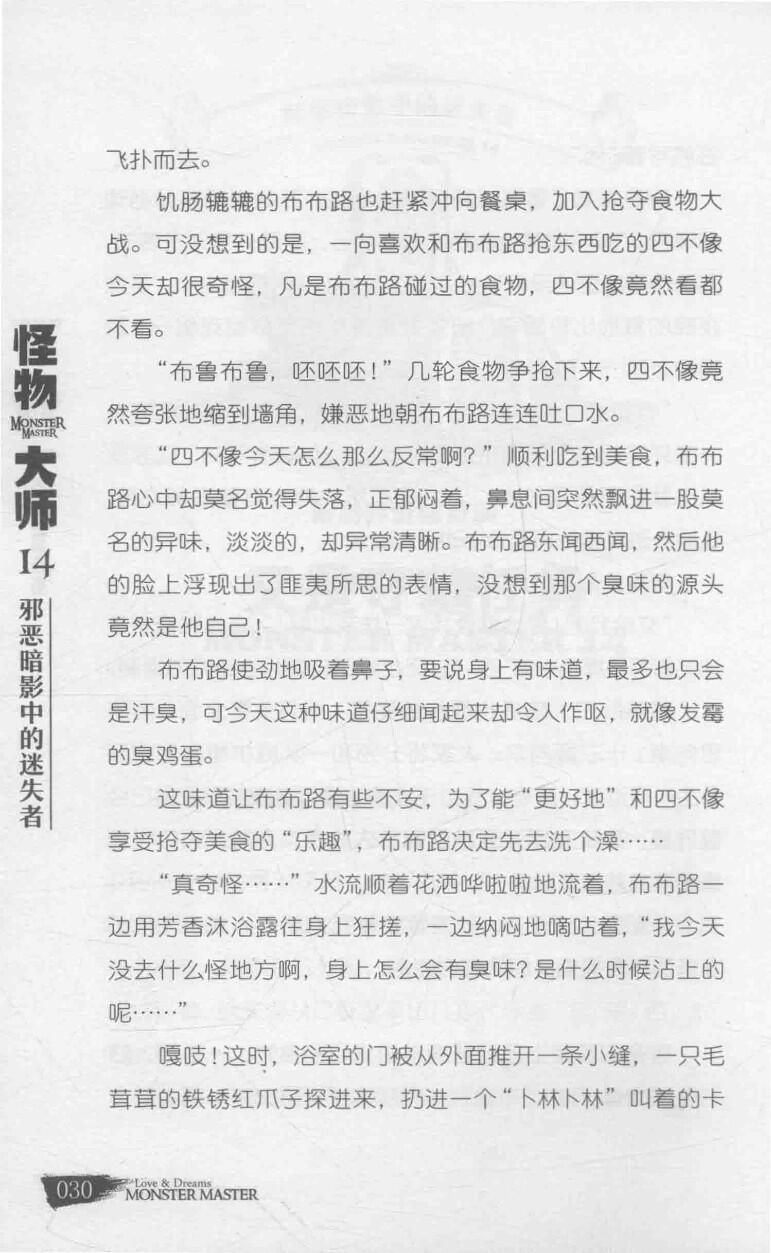 飞扑而去。
饥肠辘辘的布布路也赶紧冲向餐桌，加入抢夺食物大
战。可没想到的是，一向喜欢和布布路抢东西吃的四不像
今天却很奇怪，凡是布布路碰过的食物，四不像竟然看都
不看。
“布鲁布鲁，呸呸呸！”几轮食物争抢下来，四不像竟
然夸张地缩到墙角，嫌恶地朝布布路连连吐口水。
“四不像今天怎么那么反常啊？”顺利吃到美食，布布
路心中却莫名觉得失落，正郁闷着，鼻息间突然飘进一股莫
名的异味，淡淡的，却异常清晰。布布路东闻西闻，然后他
的脸上浮现出了匪夷所思的表情，没想到那个臭味的源头
竟然是他自己！
布布路使劲地吸着鼻子，要说身上有味道，最多也只会
是汗臭，可今天这种味道仔细闻起来却令人作呕，就像发霉
的臭鸡蛋。
这味道让布布路有些不安，为了能“更好地”和四不像
享受抢夺美食的“乐趣”，布布路决定先去洗个澡……
“真奇怪……”水流顺着花洒哗啦啦地流着，布布路一
边用芳香沐浴露往身上狂搓，一边纳闷地嘀咕着，“我今天
没去什么怪地方啊，身上怎么会有臭味？是什么时候沾上的
呢……”
嘎吱！这时，浴室的门被从外面推开一条小缝，一只毛
茸茸的铁锈红爪子探进来，扔进一个“卜林卜林”叫着的卡
怪物
MONSTER
MASTER
大师
14
邪恶暗影中的迷失者
030
Love & Dreams
MONSTER MASTER